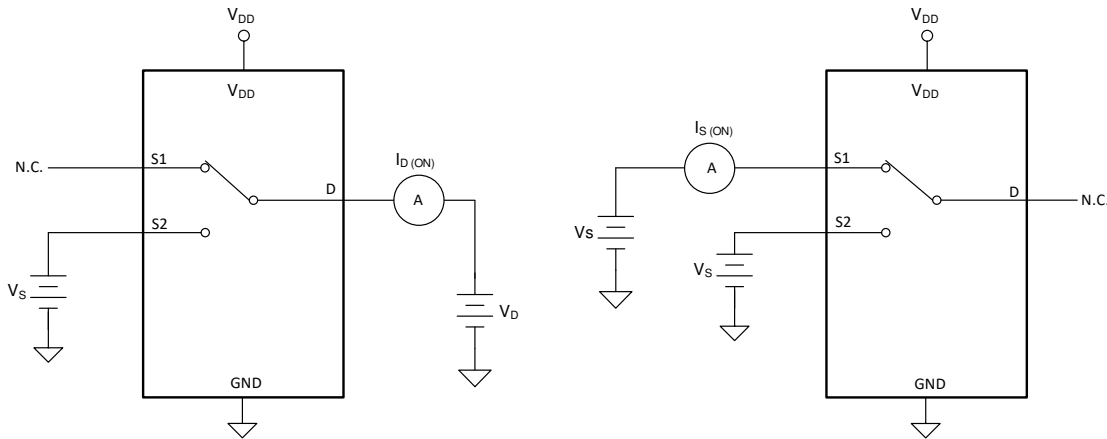 VDD
VDD
N.C.
S1
ID (ON)
A
D
S2
VS
VD
GND
VDD
VDD
IS (ON)
A
S1
D
N.C.
S2
Vs
VS
GND